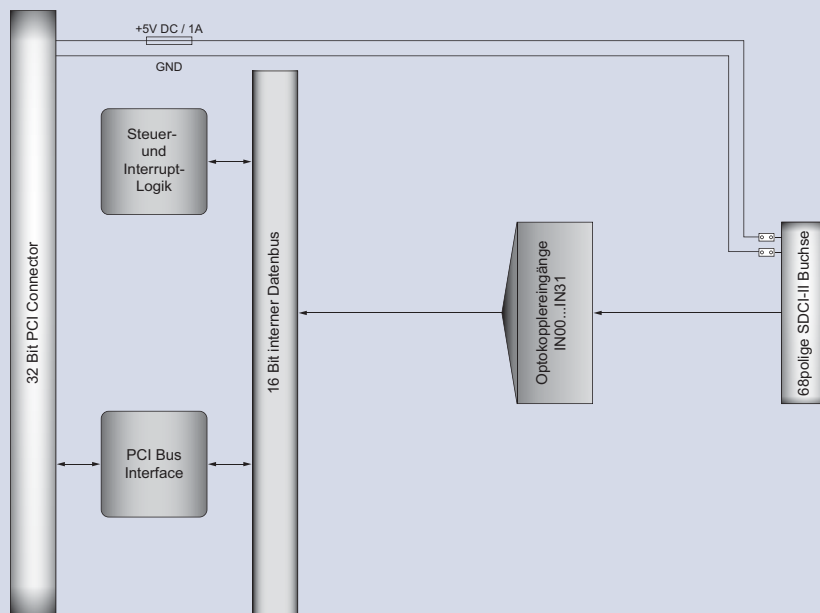 +5V DC / 1A
GND
Steuer-
und
Interrupt-
Logik
32 Bit PCI Connector
16 Bit interner Datenbus
Optokopplereingänge
IN00...IN31
68polige SDCI-II Buchse
PCI Bus
Interface